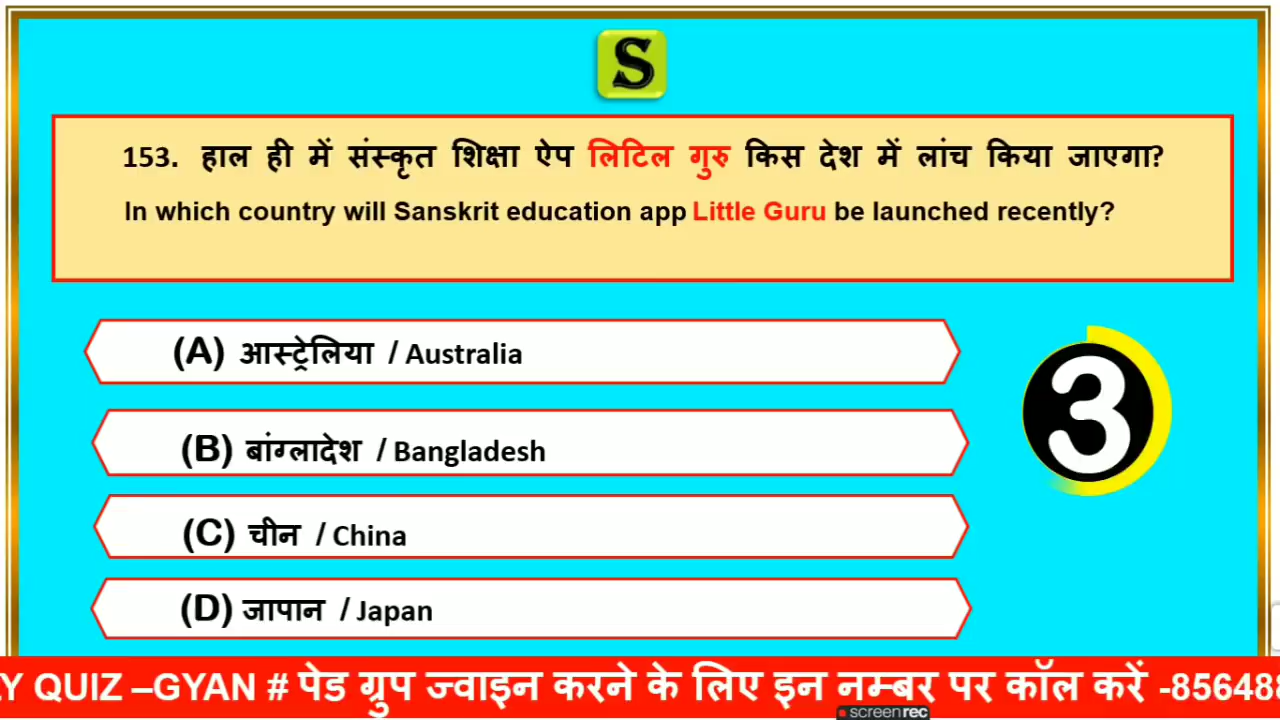 S
153. हाल ही में संस्कृत शिक्षा ऐप लिटिल गुरु किस देश में लांच किया जाएगा?
In which country will Sanskrit education app Little Guru be launched recently?
(A) आस्ट्रेलिया / Australia
(B) बांग्लादेश / Bangladesh
3
(C) चीन / China
(D) जापान / Japan
Y QUIZ –GYAN # पेड ग्रुप ज्वाइन करने के लिए इन नम्बर पर कॉल करें -85648
screenrec